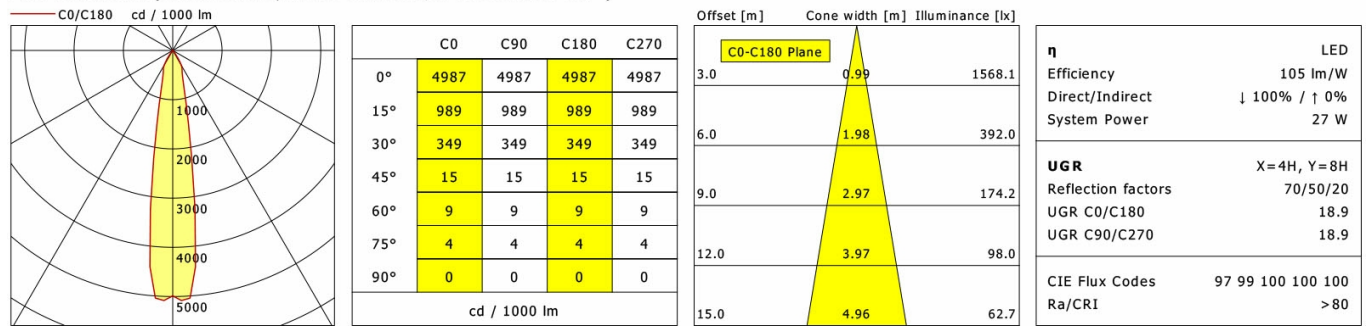 C0/C180 cd / 1000 lm
1000
2000
3000
4000
5000
C0 C90 C180 C270
0° 4987 4987 4987 4987
15° 989 989 989 989
30° 349 349 349 349
45° 15 15 15 15
60° 9 9 9 9
75° 4 4 4 4
90° 0 0 0 0
cd / 1000 lm
Offset [m] Cone width [m] Illuminance [lx]
C0-C180 Plane
3.0 0.99 1568.1
6.0 1.98 392.0
9.0 2.97 174.2
12.0 3.97 98.0
15.0 4.96 62.7
η LED
Efficiency 105 lm/W
Direct/Indirect ↓ 100% / ↑ 0%
System Power 27 W
UGR X=4H, Y=8H
Reflection factors 70/50/20
UGR C0/C180 18.9
UGR C90/C270 18.9
CIE Flux Codes 97 99 100 100 100
Ra/CRI >80